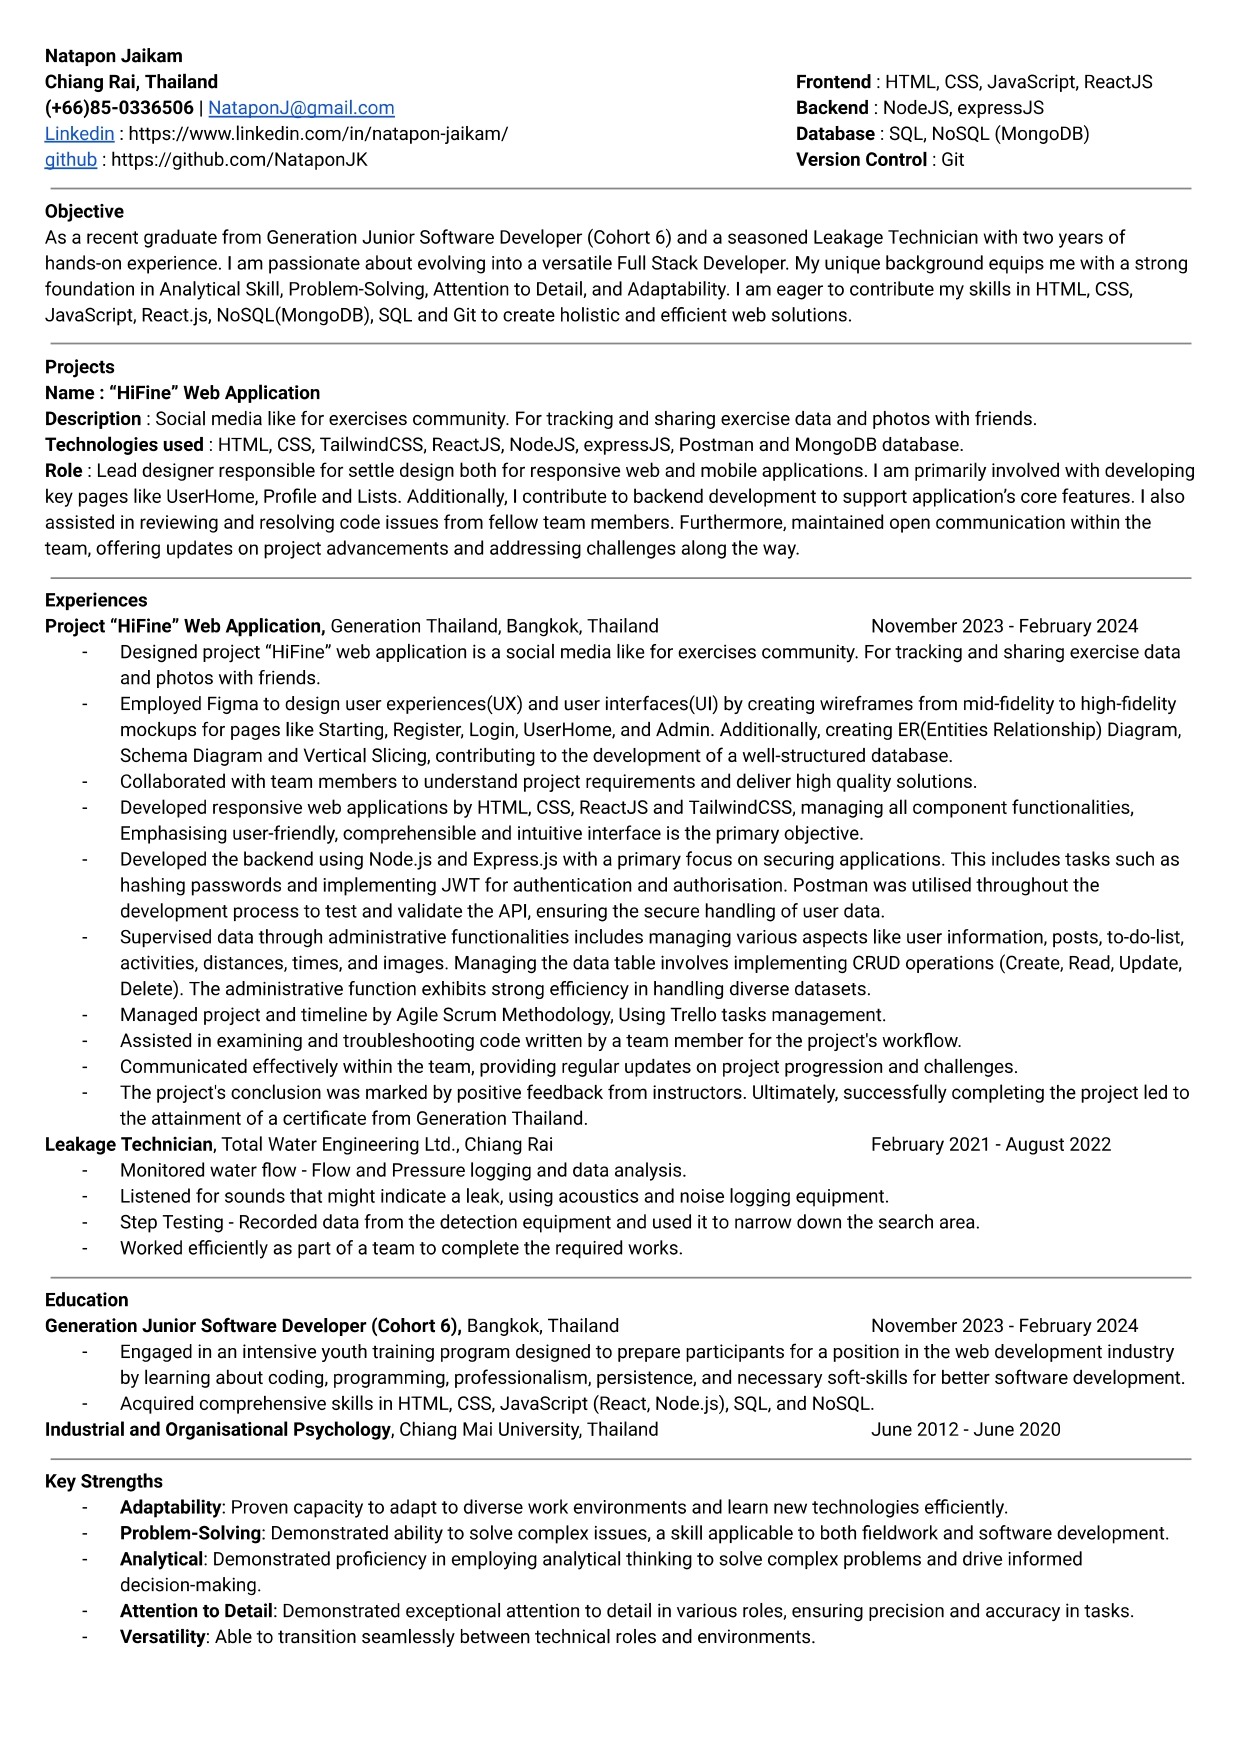 Natapon Jaikam
Chiang Rai, Thailand
(+66)85-0336506 | NataponJ@gmail.com
Linkedin : https://www.linkedin.com/in/natapon-jaikam/
github : https://github.com/NataponJK
Frontend : HTML, CSS, JavaScript, ReactJS
Backend : NodeJS, expressJS
Database : SQL, NoSQL (MongoDB)
Version Control : Git
Objective
As a recent graduate from Generation Junior Software Developer (Cohort 6) and a seasoned Leakage Technician with two years of
hands-on experience. I am passionate about evolving into a versatile Full Stack Developer. My unique background equips me with a strong
foundation in Analytical Skill, Problem-Solving, Attention to Detail, and Adaptability. I am eager to contribute my skills in HTML, CSS,
JavaScript, React.js, NoSQL(MongoDB), SQL and Git to create holistic and efficient web solutions.
Projects
Name : “HiFine” Web Application
Description : Social media like for exercises community. For tracking and sharing exercise data and photos with friends.
Technologies used : HTML, CSS, TailwindCSS, ReactJS, NodeJS, expressJS, Postman and MongoDB database.
Role : Lead designer responsible for settle design both for responsive web and mobile applications. I am primarily involved with developing
key pages like UserHome, Profile and Lists. Additionally, I contribute to backend development to support application’s core features. I also
assisted in reviewing and resolving code issues from fellow team members. Furthermore, maintained open communication within the
team, offering updates on project advancements and addressing challenges along the way.
Experiences
Project “HiFine” Web Application, Generation Thailand, Bangkok, Thailand November 2023 - February 2024
- Designed project “HiFine” web application is a social media like for exercises community. For tracking and sharing exercise data
and photos with friends.
- Employed Figma to design user experiences(UX) and user interfaces(UI) by creating wireframes from mid-fidelity to high-fidelity
mockups for pages like Starting, Register, Login, UserHome, and Admin. Additionally, creating ER(Entities Relationship) Diagram,
Schema Diagram and Vertical Slicing, contributing to the development of a well-structured database.
- Collaborated with team members to understand project requirements and deliver high quality solutions.
- Developed responsive web applications by HTML, CSS, ReactJS and TailwindCSS, managing all component functionalities,
Emphasising user-friendly, comprehensible and intuitive interface is the primary objective.
- Developed the backend using Node.js and Express.js with a primary focus on securing applications. This includes tasks such as
hashing passwords and implementing JWT for authentication and authorisation. Postman was utilised throughout the
development process to test and validate the API, ensuring the secure handling of user data.
- Supervised data through administrative functionalities includes managing various aspects like user information, posts, to-do-list,
activities, distances, times, and images. Managing the data table involves implementing CRUD operations (Create, Read, Update,
Delete). The administrative function exhibits strong efficiency in handling diverse datasets.
- Managed project and timeline by Agile Scrum Methodology, Using Trello tasks management.
- Assisted in examining and troubleshooting code written by a team member for the project's workflow.
- Communicated effectively within the team, providing regular updates on project progression and challenges.
- The project's conclusion was marked by positive feedback from instructors. Ultimately, successfully completing the project led to
the attainment of a certificate from Generation Thailand.
Leakage Technician, Total Water Engineering Ltd., Chiang Rai February 2021 - August 2022
- Monitored water flow - Flow and Pressure logging and data analysis.
- Listened for sounds that might indicate a leak, using acoustics and noise logging equipment.
- Step Testing - Recorded data from the detection equipment and used it to narrow down the search area.
- Worked efficiently as part of a team to complete the required works.
Education
Generation Junior Software Developer (Cohort 6), Bangkok, Thailand November 2023 - February 2024
- Engaged in an intensive youth training program designed to prepare participants for a position in the web development industry
by learning about coding, programming, professionalism, persistence, and necessary soft-skills for better software development.
- Acquired comprehensive skills in HTML, CSS, JavaScript (React, Node.js), SQL, and NoSQL.
Industrial and Organisational Psychology, Chiang Mai University, Thailand June 2012 - June 2020
Key Strengths
- Adaptability: Proven capacity to adapt to diverse work environments and learn new technologies efficiently.
- Problem-Solving: Demonstrated ability to solve complex issues, a skill applicable to both fieldwork and software development.
- Analytical: Demonstrated proficiency in employing analytical thinking to solve complex problems and drive informed
decision-making.
- Attention to Detail: Demonstrated exceptional attention to detail in various roles, ensuring precision and accuracy in tasks.
- Versatility: Able to transition seamlessly between technical roles and environments.